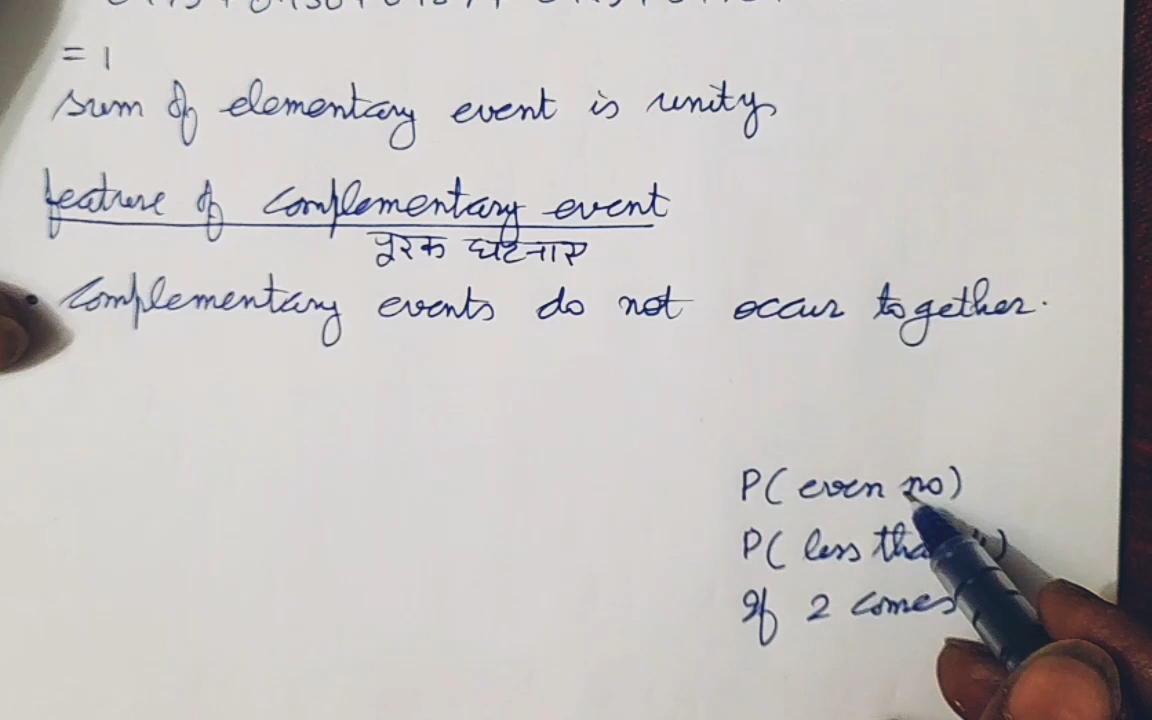 = 1
sum of elementary event is unity
feature of complementary event
पूरक घटनाए
• Complementary events do not occur together.
P( even no)
P( less )
If 2 comes